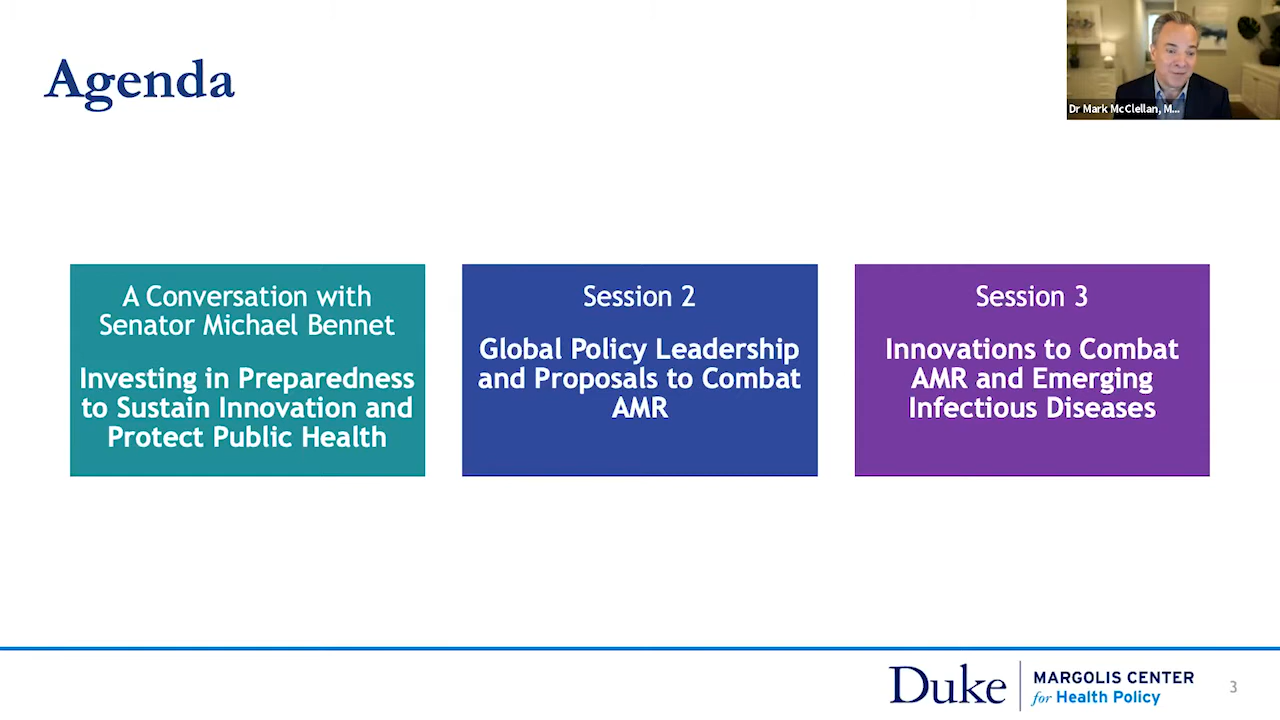 Agenda
Dr Mark McClellan, M...
A Conversation with
Senator Michael Bennet
Investing in Preparedness
to Sustain Innovation and
Protect Public Health
Session 2
Global Policy Leadership
and Proposals to Combat
AMR
Session 3
Innovations to Combat
AMR and Emerging
Infectious Diseases
Duke
MARGOLIS CENTER
for Health Policy
3